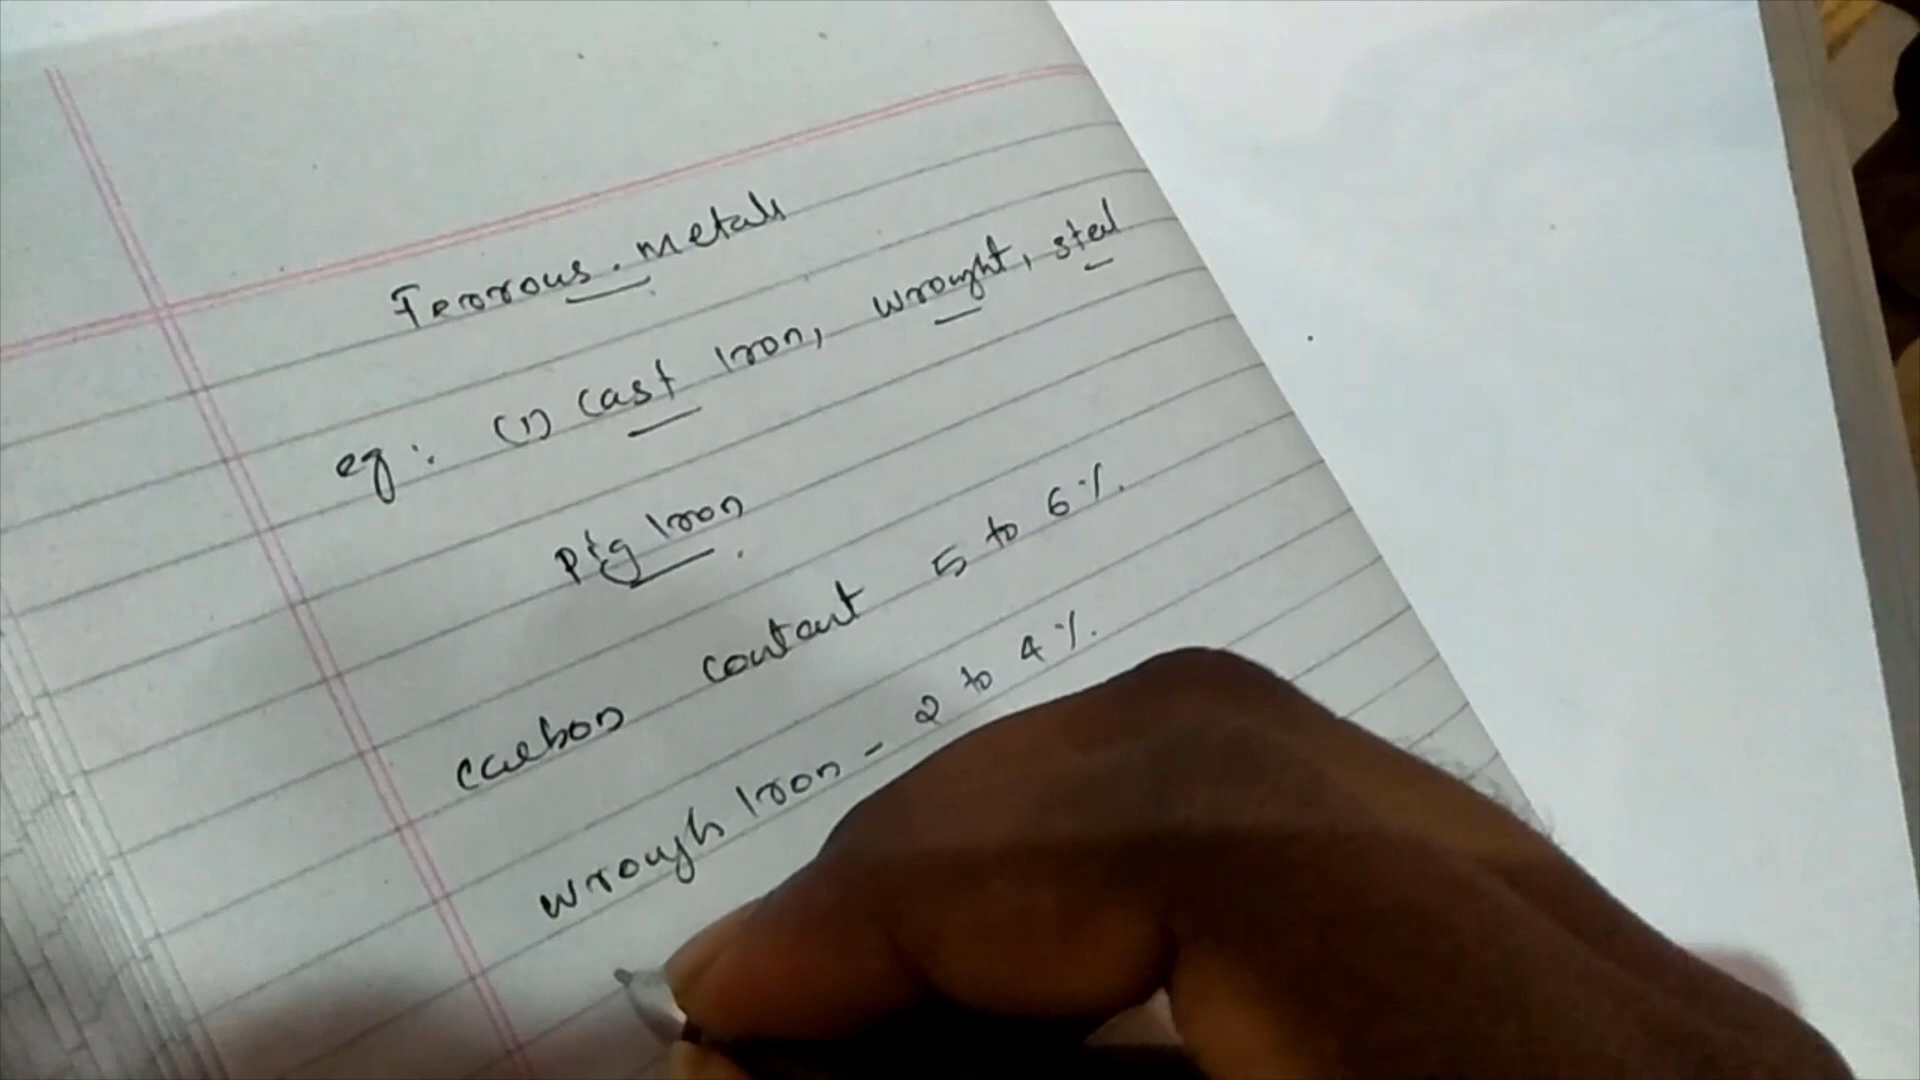 Ferrous. metals
eg: (1) Cast Iron, wrought, steel
Pig Iron.
carbon content 5 to 6%.
wrough Iron - 2 to 4%.